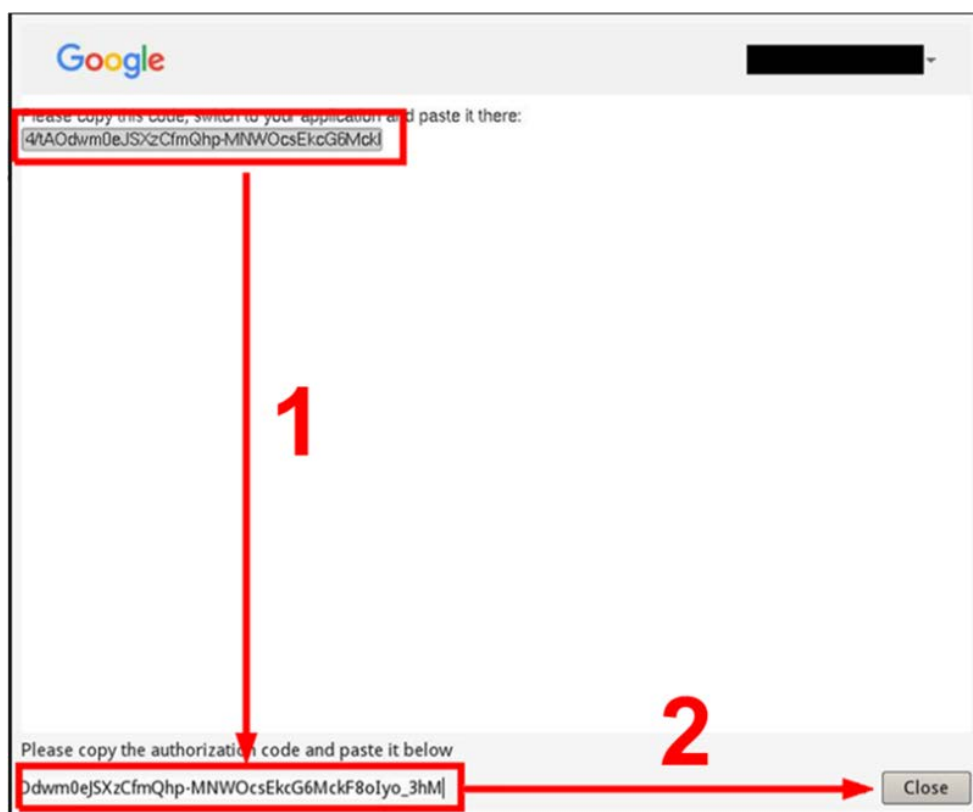 Google
Please copy this code, switch to your application and paste it there:
4/tAOdwm0eJSXzCfmQhp-MNWOcsEkcG6Mckl
1
2
Please copy the authorization code and paste it below
Odwm0eJSXzCfmQhp-MNWOcsEkcG6MckF8oIyo_3hM
Close